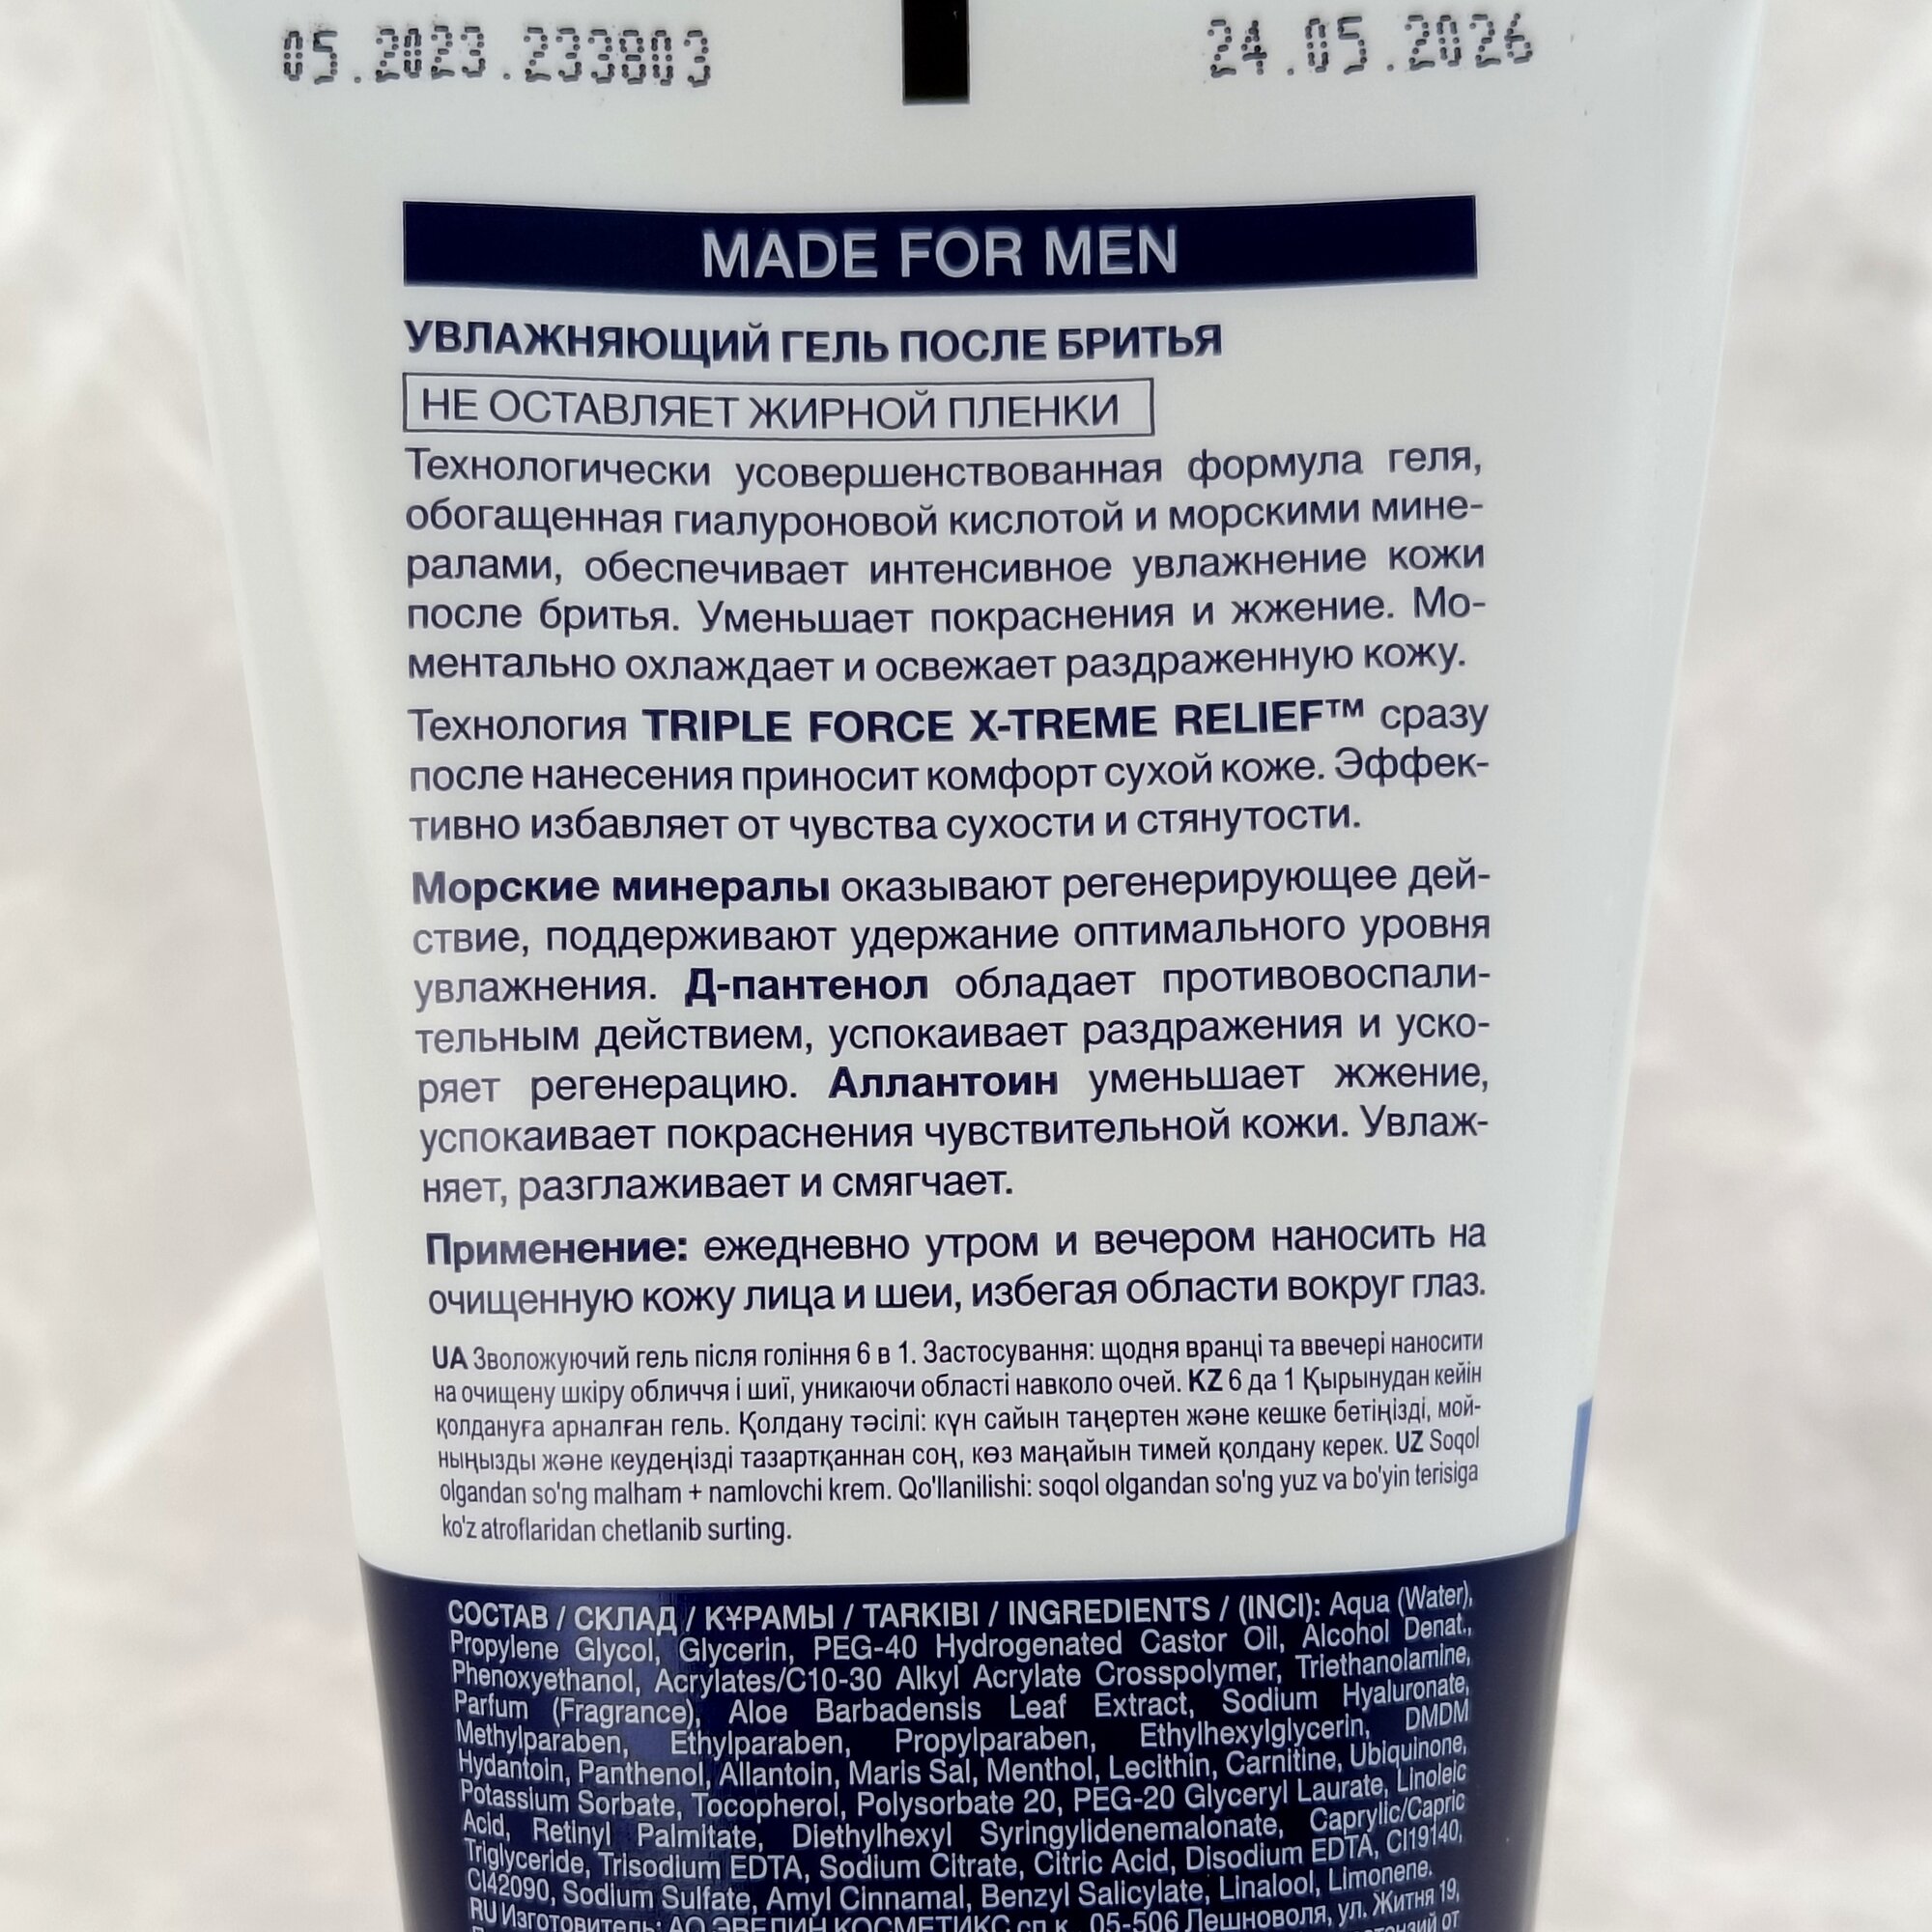 05.2023.233803
24.05.2026
MADE FOR MEN
УВЛАЖНЯЮЩИЙ ГЕЛЬ ПОСЛЕ БРИТЬЯ
НЕ ОСТАВЛЯЕТ ЖИРНОЙ ПЛЕНКИ
Технологически усовершенствованная формула геля,
обогащенная гиалуроновой кислотой и морскими мине-
ралами, обеспечивает интенсивное увлажнение кожи
после бритья. Уменьшает покраснения и жжение. Мо-
ментально охлаждает и освежает раздраженную кожу.
Технология TRIPLE FORCE X-TREME RELIEF™ сразу
после нанесения приносит комфорт сухой коже. Эффек-
тивно избавляет от чувства сухости и стянутости.
Морские минералы оказывают регенерирующее дей-
ствие, поддерживают удержание оптимального уровня
увлажнения. Д-пантенол обладает противовоспали-
тельным действием, успокаивает раздражения и уско-
ряет регенерацию. Аллантоин уменьшает жжение,
успокаивает покраснения чувствительной кожи. Увлаж-
няет, разглаживает и смягчает.
Применение: ежедневно утром и вечером наносить на
очищенную кожу лица и шеи, избегая области вокруг глаз.
UA Зволожуючий гель після гоління 6 в 1. Застосування: щодня вранці та ввечері наносити
на очищену шкіру обличчя і шиї, уникаючи області навколо очей. KZ 6 да 1 Қырынудан кейін
қолдануға арналған гель. Қолдану тәсілі: күн сайын таңертен және кешке бетіңізді, мой-
ныңызды және кеудеңізді тазартқаннан соң, көз маңайын тимей қолдану керек. UZ Soqol
olgandan so'ng malham + namlovchi krem. Qo'llanilishi: soqol olgandan so'ng yuz va bo'yin terisiga
ko'z atroflaridan chetlanib surting.
СОСТАВ / СКЛАД / ҚҰРАМЫ / TARKIBI / INGREDIENTS / (INCI): Aqua (Water),
Propylene Glycol, Glycerin, PEG-40 Hydrogenated Castor Oil, Alcohol Denat.,
Phenoxyethanol, Acrylates/C10-30 Alkyl Acrylate Crosspolymer, Triethanolamine,
Parfum (Fragrance), Aloe Barbadensis Leaf Extract, Sodium Hyaluronate,
Methylparaben, Ethylparaben, Propylparaben, Ethylhexylglycerin, DMDM
Hydantoin, Panthenol, Allantoin, Maris Sal, Menthol, Lecithin, Carnitine, Ubiquinone,
Potassium Sorbate, Tocopherol, Polysorbate 20, PEG-20 Glyceryl Laurate, Linoleic
Acid, Retinyl Palmitate, Diethylhexyl Syringylidenemalonate, Caprylic/Capric
Triglyceride, Trisodium EDTA, Sodium Citrate, Citric Acid, Disodium EDTA, CI19140,
CI42090, Sodium Sulfate, Amyl Cinnamal, Benzyl Salicylate, Linalool, Limonene.
RU Изготовитель: АО ЭВЕЛИН КОСМЕТИКС сп.к., 05-506 Лешноволя, ул. Житня 19,